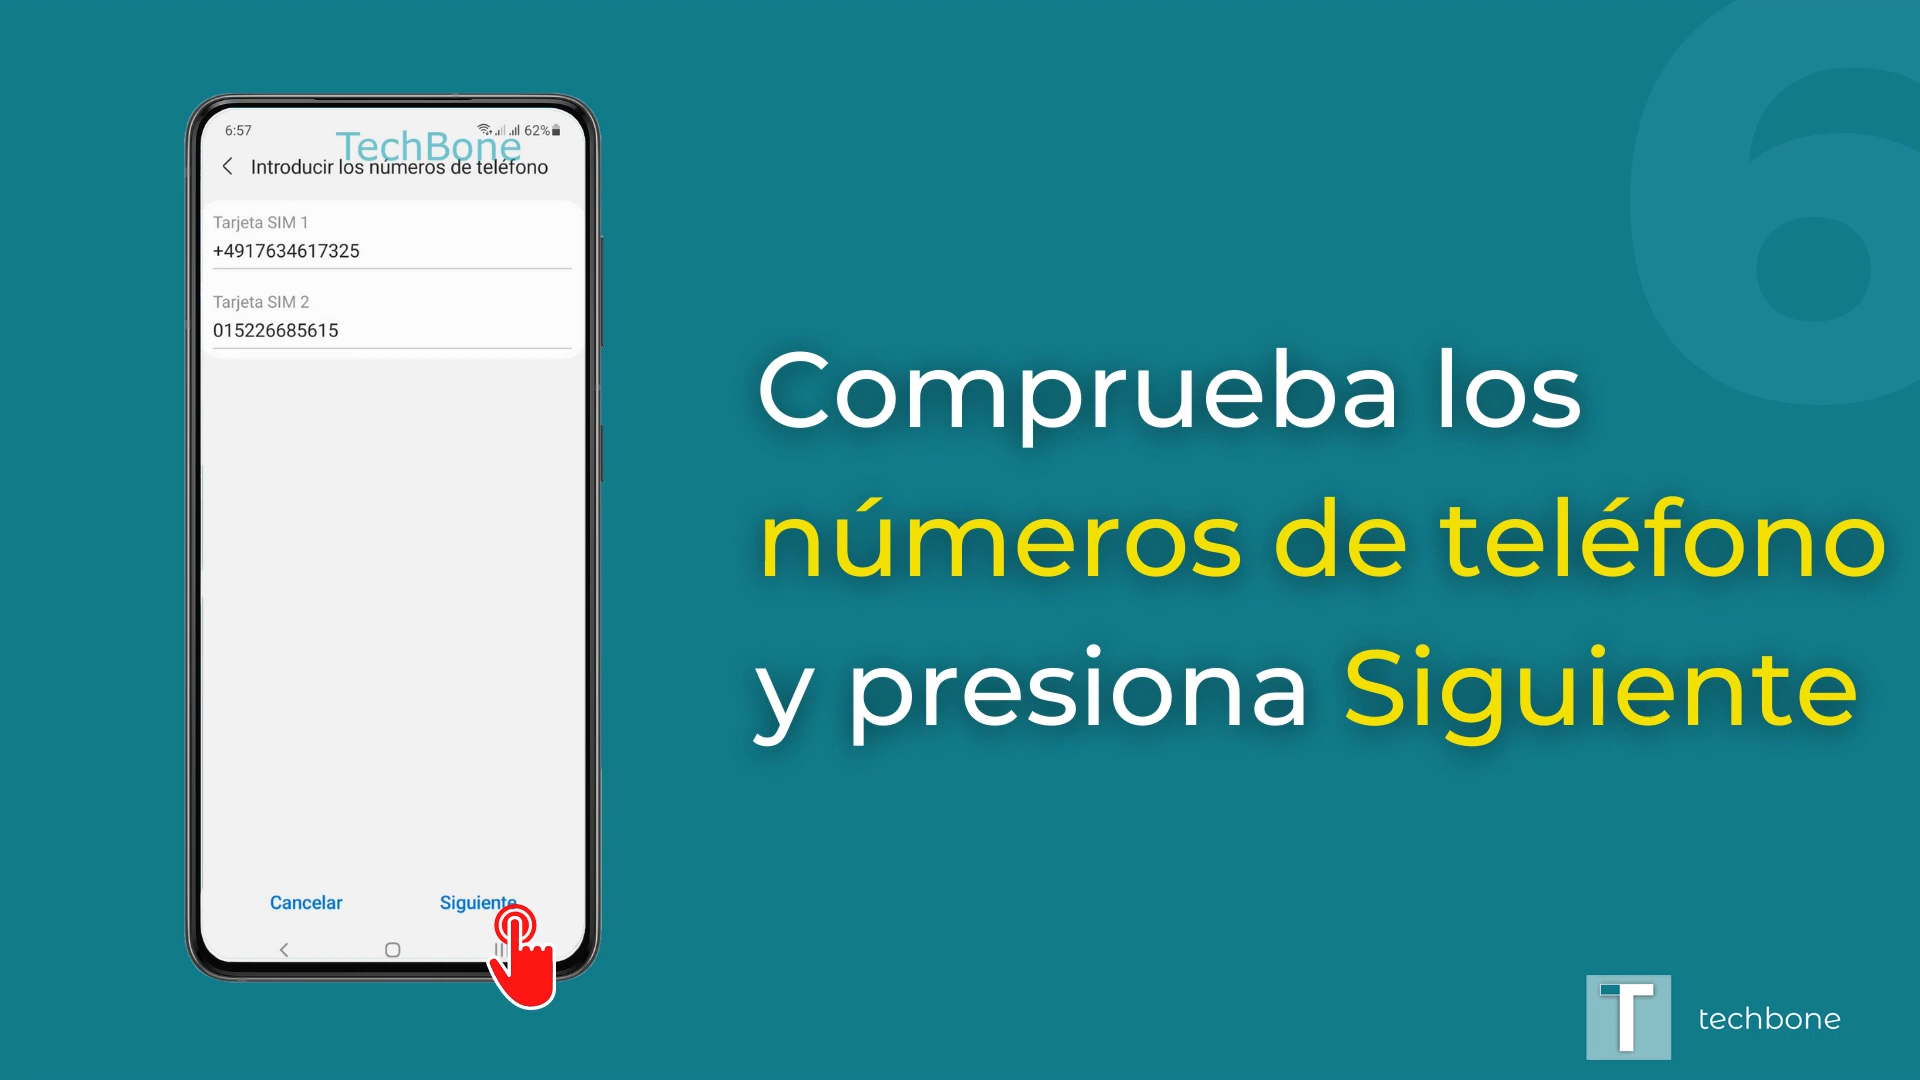 6
6:57
62%
TechBone
Introducir los números de teléfono
Tarjeta SIM 1
+4917634617325
Tarjeta SIM 2
015226685615
Cancelar Siguiente
Comprueba los
números de teléfono
y presiona Siguiente
T techbone